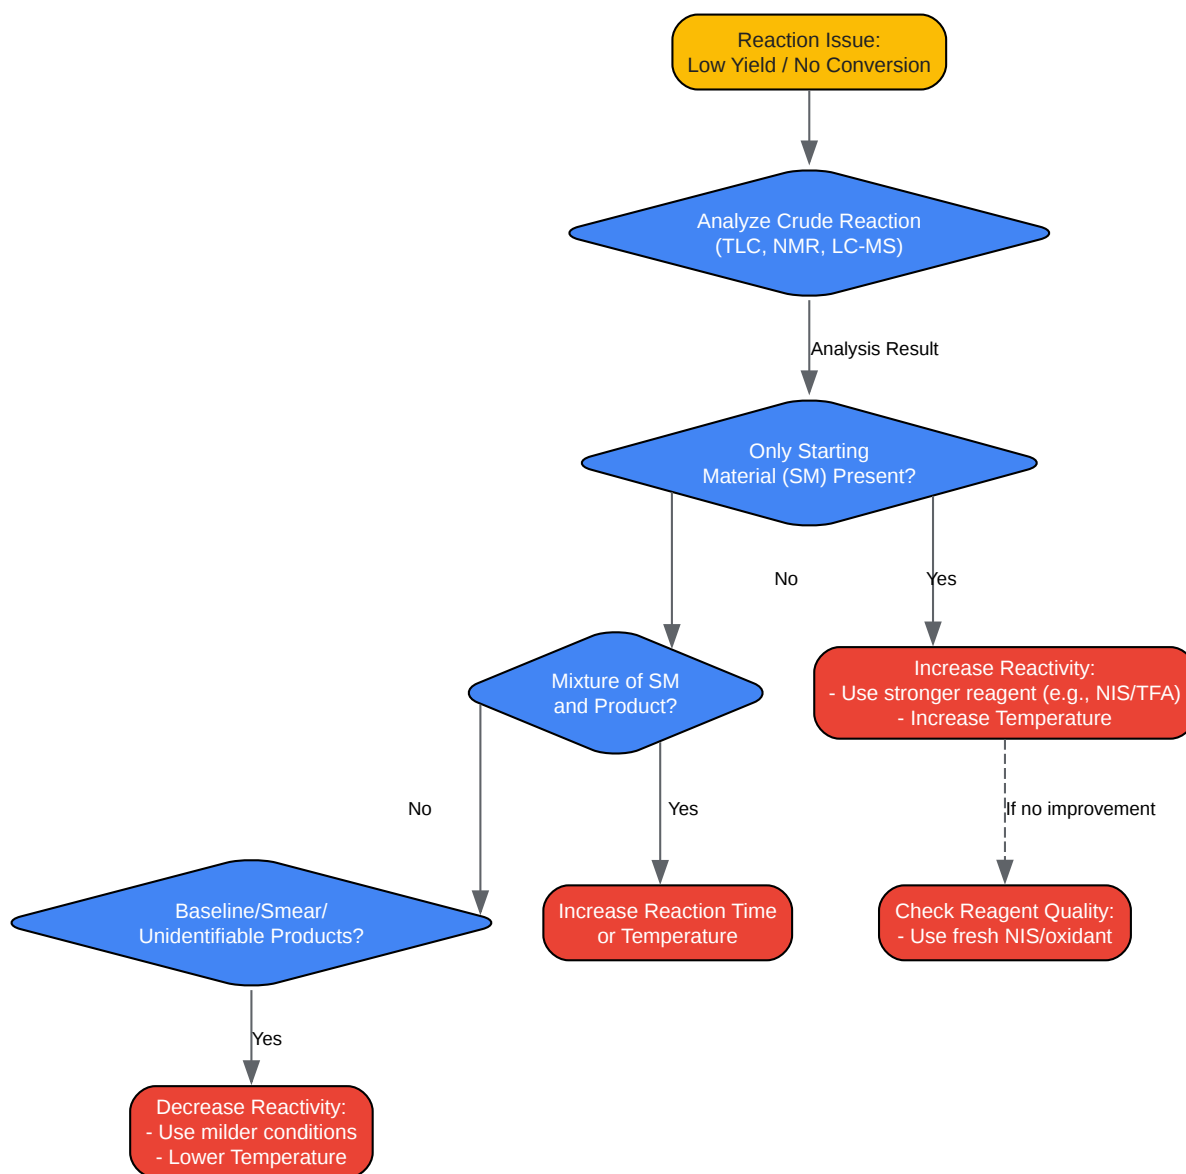 Reaction Issue:
Low Yield / No Conversion
Analyze Crude Reaction
(TLC, NMR, LC-MS)
Analysis Result
Only Starting
Material (SM) Present?
No
Yes
Mixture of SM
and Product?
Increase Reactivity:
- Use stronger reagent (e.g., NIS/TFA)
- Increase Temperature
No
Yes
If no improvement
Baseline/Smear/
Unidentifiable Products?
Increase Reaction Time
or Temperature
Check Reagent Quality:
- Use fresh NIS/oxidant
Yes
Decrease Reactivity:
- Use milder conditions
- Lower Temperature